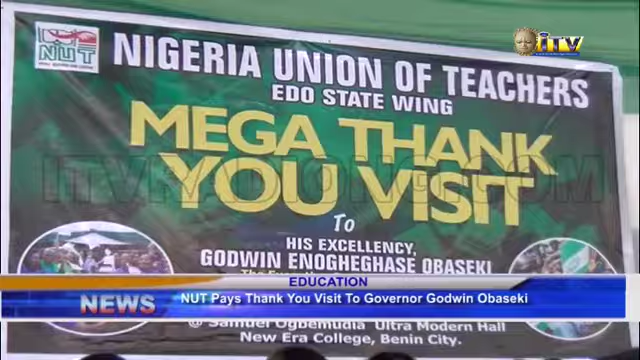 itv
NUT
NIGERIA UNION OF TEACHERS
EDO STATE WING
MEGA THANK
YOU VISIT
ITVRADIONG.COM
To
HIS EXCELLENCY,
GODWIN ENOGHEGHASE OBASEKI
EDUCATION
NEWS
NUT Pays Thank You Visit To Governor Godwin Obaseki
@ Samuel Ogbemudia Ultra Modern Hall
New Era College, Benin City.